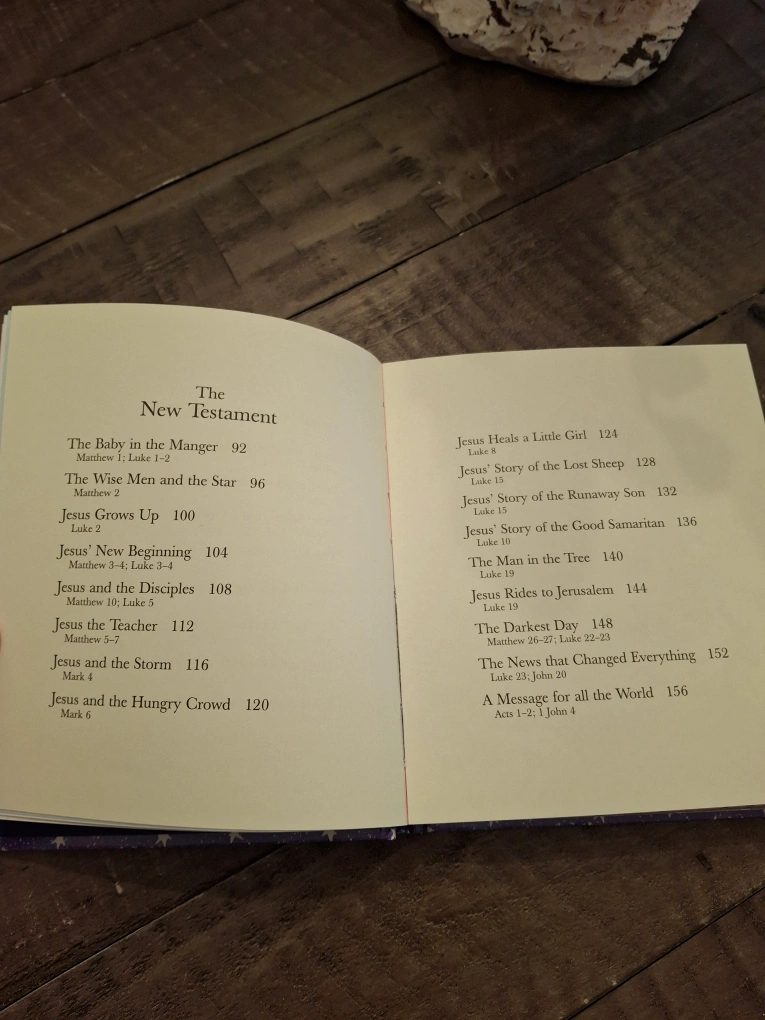 The
New Testament
The Baby in the Manger 92
Matthew 1; Luke 1–2
The Wise Men and the Star 96
Matthew 2
Jesus Grows Up 100
Luke 2
Jesus' New Beginning 104
Matthew 3–4; Luke 3–4
Jesus and the Disciples 108
Matthew 10; Luke 5
Jesus the Teacher 112
Matthew 5–7
Jesus and the Storm 116
Mark 4
Jesus and the Hungry Crowd 120
Mark 6
Jesus Heals a Little Girl 124
Luke 8
Jesus' Story of the Lost Sheep 128
Luke 15
Jesus' Story of the Runaway Son 132
Luke 15
Jesus' Story of the Good Samaritan 136
Luke 10
The Man in the Tree 140
Luke 19
Jesus Rides to Jerusalem 144
Luke 19
The Darkest Day 148
Matthew 26–27; Luke 22–23
The News that Changed Everything 152
Luke 23; John 20
A Message for all the World 156
Acts 1–2; 1 John 4